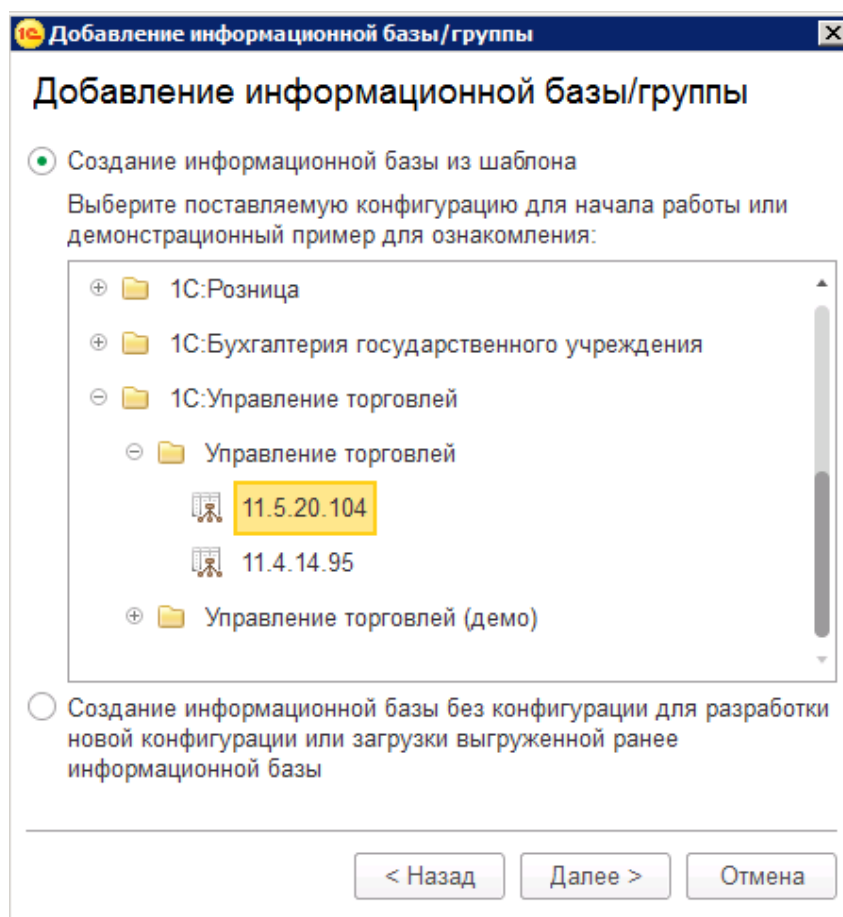 1С Добавление информационной базы/группы
Добавление информационной базы/группы
Создание информационной базы из шаблона
Выберите поставляемую конфигурацию для начала работы или
демонстрационный пример для ознакомления:
1С:Розница
1С:Бухгалтерия государственного учреждения
1С:Управление торговлей
Управление торговлей
11.5.20.104
11.4.14.95
Управление торговлей (демо)
Создание информационной базы без конфигурации для разработки
новой конфигурации или загрузки выгруженной ранее
информационной базы
< Назад Далее > Отмена